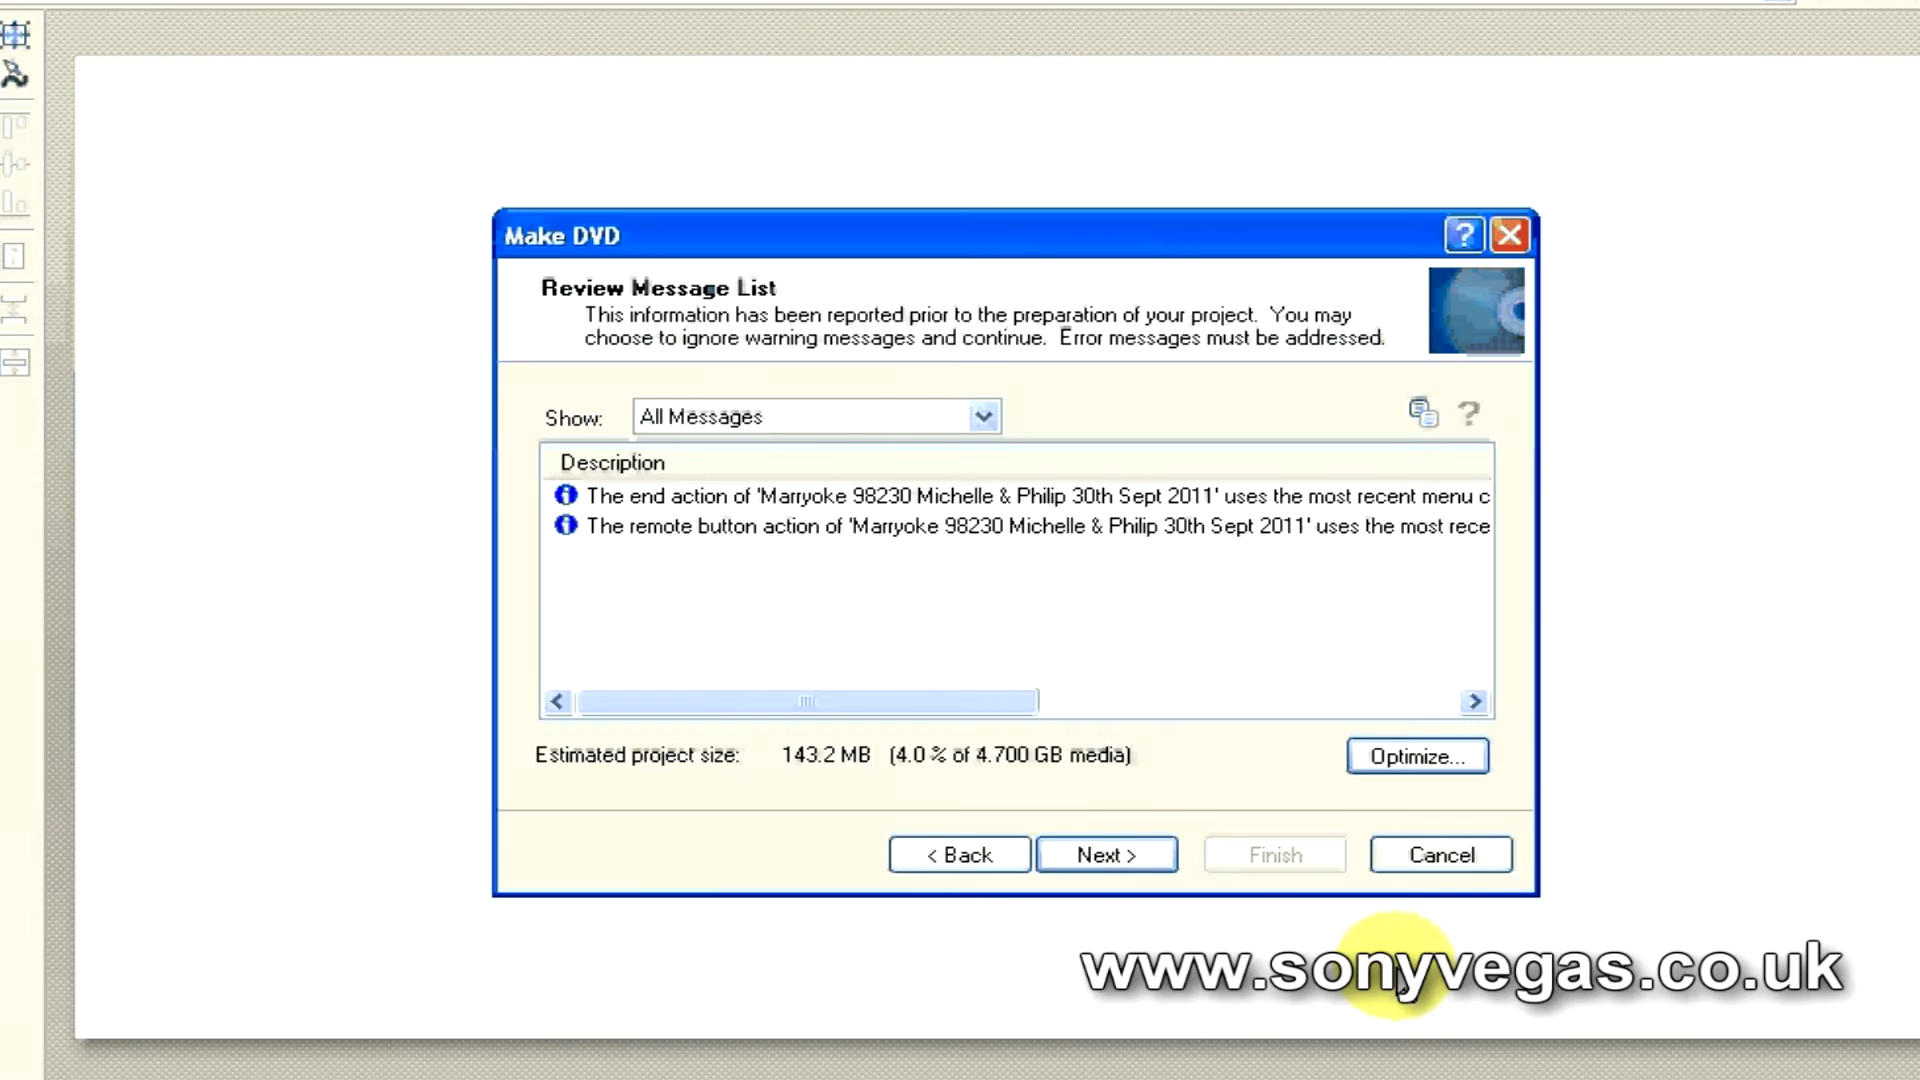 Make DVD
Review Message List
This information has been reported prior to the preparation of your project. You may
choose to ignore warning messages and continue. Error messages must be addressed.
Show: All Messages
Description
The end action of 'Marryoke 98230 Michelle & Philip 30th Sept 2011' uses the most recent menu c
The remote button action of 'Marryoke 98230 Michelle & Philip 30th Sept 2011' uses the most rece
Estimated project size: 143.2 MB (4.0 % of 4.700 GB media)
Optimize...
< Back Next > Finish Cancel
www.sonyvegas.co.uk